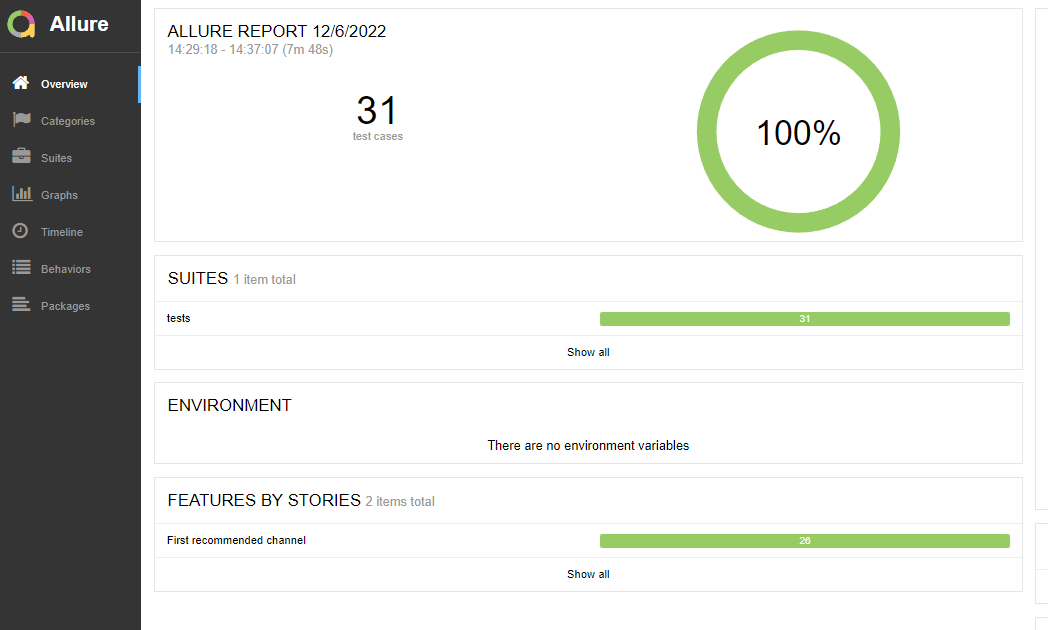 Allure
Overview
Categories
Suites
Graphs
Timeline
Behaviors
Packages
ALLURE REPORT 12/6/2022
14:29:18 - 14:37:07 (7m 48s)
31
test cases
100%
SUITES 1 item total
tests 31
Show all
ENVIRONMENT
There are no environment variables
FEATURES BY STORIES 2 items total
First recommended channel 26
Show all